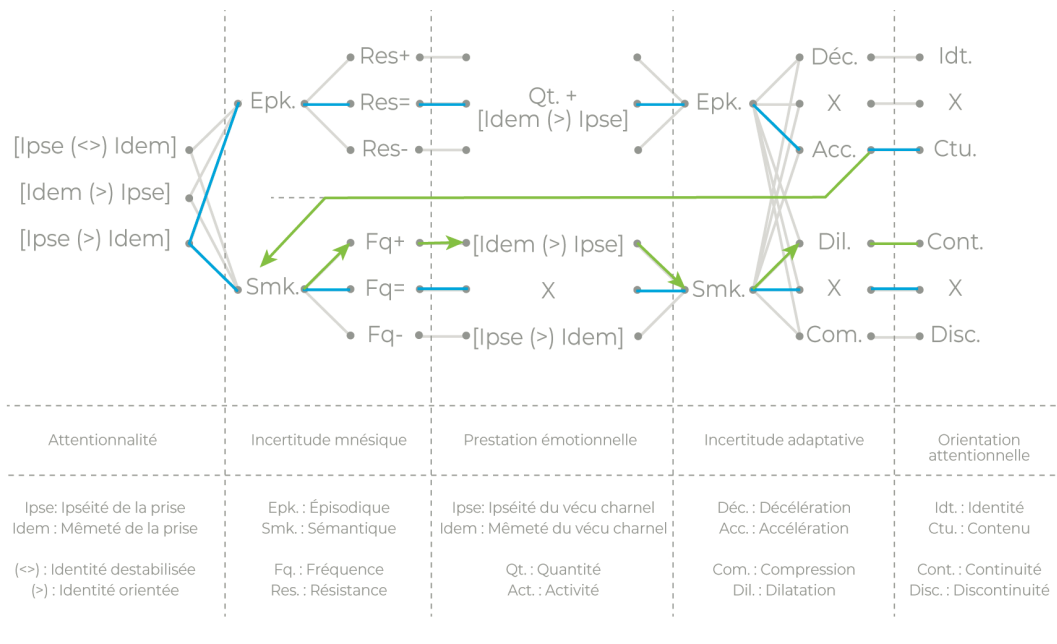 Res+
Déc.
Idt.
Epk.
Res=
Qt. +
[Idem (>) Ipse]
Epk.
X
X
[Ipse (<>) Idem]
Res-
Acc.
Ctu.
[Idem (>) Ipse]
[Ipse (>) Idem]
Fq+
[Idem (>) Ipse]
Dil.
Cont.
Smk.
Fq=
X
Smk.
X
X
Fq-
[Ipse (>) Idem]
Com.
Disc.
Attentionnalité
Incertitude mnésique
Prestation émotionnelle
Incertitude adaptative
Orientation
attentionnelle
Ipse: Ipséité de la prise
Idem : Mêmeté de la prise
(<>) : Identité destabilisée
(>) : Identité orientée
Epk. : Épisodique
Smk. : Sémantique
Fq. : Fréquence
Res. : Résistance
Ipse: Ipséité du vécu charnel
Idem : Mêmeté du vécu charnel
Qt. : Quantité
Act. : Activité
Déc. : Décélération
Acc. : Accélération
Com. : Compression
Dil. : Dilatation
Idt. : Identité
Ctu. : Contenu
Cont. : Continuité
Disc. : Discontinuité